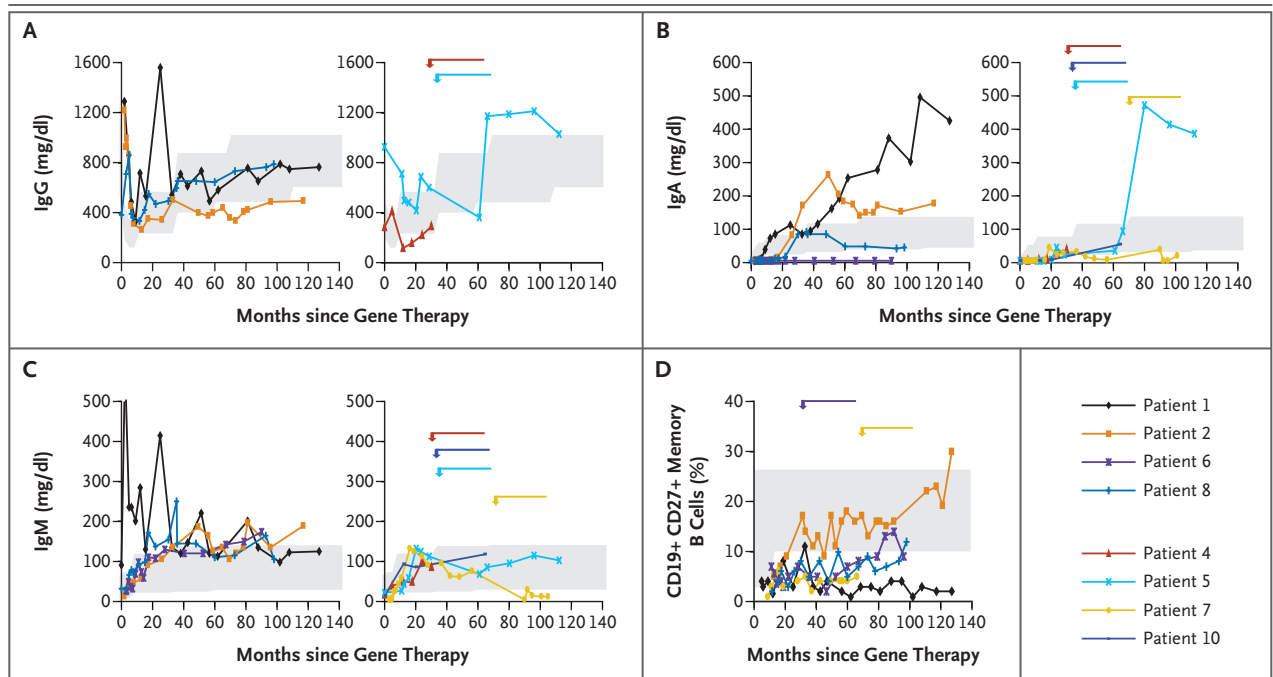 A
IgG (mg/dl)
1600
1200
800
400
0
0 20 40 60 80 100 120 140
1600
1200
800
400
0
0 20 40 60 80 100 120 140
Months since Gene Therapy
B
IgA (mg/dl)
600
500
400
300
200
100
0
0 20 40 60 80 100 120 140
600
500
400
300
200
100
0
0 20 40 60 80 100 120 140
Months since Gene Therapy
C
IgM (mg/dl)
500
400
300
200
100
0
0 20 40 60 80 100 120 140
500
400
300
200
100
0
0 20 40 60 80 100 120 140
Months since Gene Therapy
D
CD19+ CD27+ Memory
B Cells (%)
40
30
20
10
0
0 20 40 60 80 100 120 140
Months since Gene Therapy
Patient 1
Patient 2
Patient 6
Patient 8
Patient 4
Patient 5
Patient 7
Patient 10